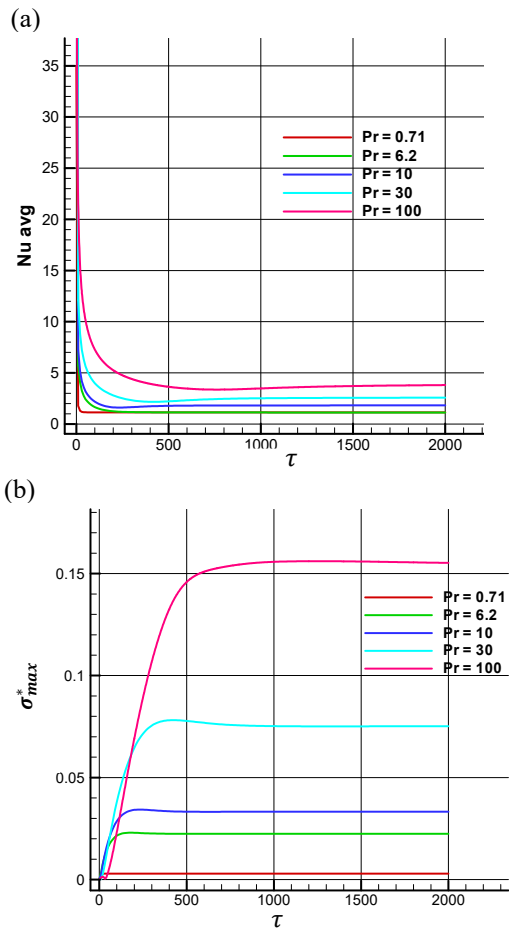 (a)
35
30
25
20
15
10
5
0
Nu avg
Pr = 0.71
Pr = 6.2
Pr = 10
Pr = 30
Pr = 100
0 500 1000 1500 2000
τ
(b)
0.15
0.1
0.05
0
σ*max
Pr = 0.71
Pr = 6.2
Pr = 10
Pr = 30
Pr = 100
0 500 1000 1500 2000
τ